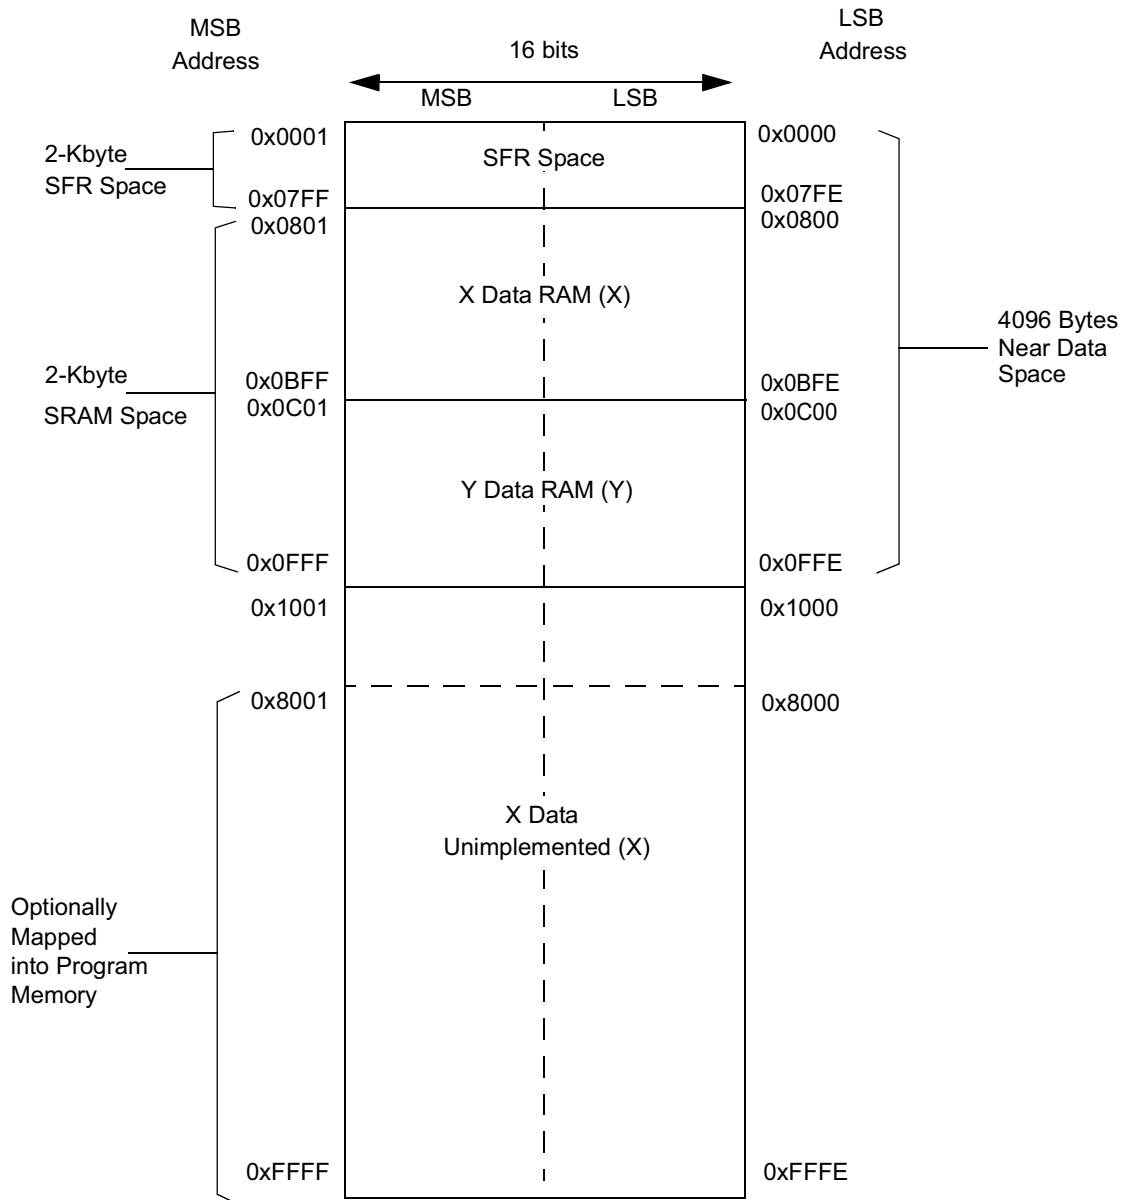 MSB
Address
LSB
Address
16 bits
MSB
LSB
2-Kbyte
SFR Space
0x0001
SFR Space
0x0000
0x07FF
0x07FE
0x0801
0x0800
X Data RAM (X)
4096 Bytes
Near Data
Space
2-Kbyte
SRAM Space
0x0BFF
0x0BFE
0x0C01
0x0C00
Y Data RAM (Y)
0x0FFF
0x0FFE
0x1001
0x1000
0x8001
0x8000
X Data
Unimplemented (X)
Optionally
Mapped
into Program
Memory
0xFFFF
0xFFFE